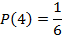 P(4) = 1/6